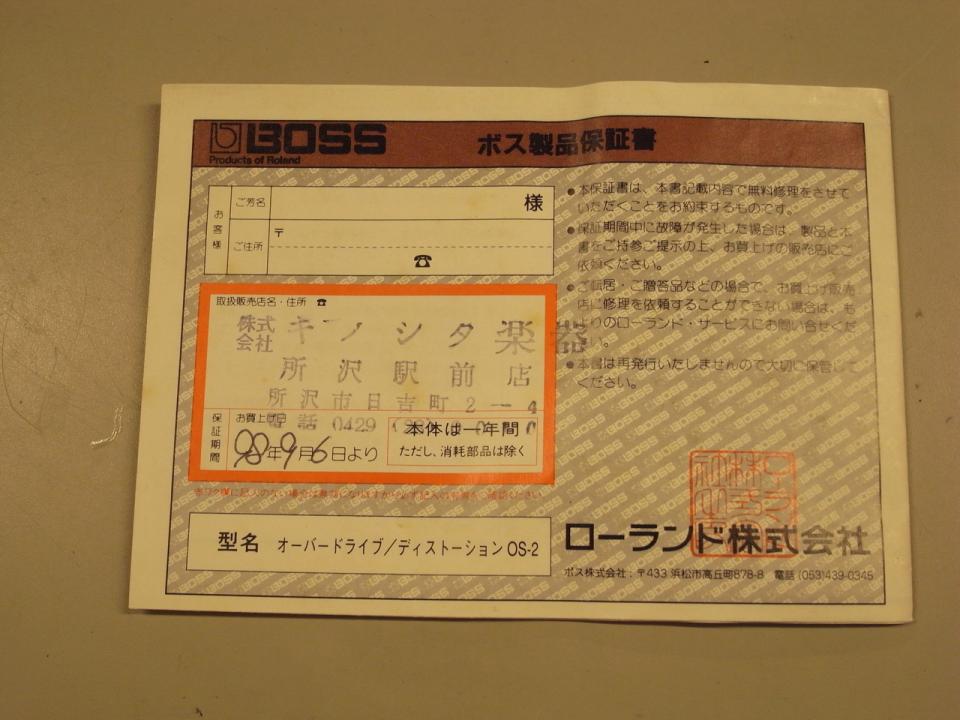 BOSS
Products of Roland
ボス製品保証書
お客様
ご芳名
様
ご住所
〒
☎
取扱販売店名・住所 ☎
株式会社 キノシタ楽器
所沢駅前店
所沢市日吉町2-4
電話 0429
保証期間
お買上げ日
98年9月6日より
本体は一年間
ただし、消耗部品は除く
型名 オーバードライブ/ディストーション OS-2
●本保証書は、本書記載内容で無料修理をさせて
いただくことをお約束するものです。
●保証期間中に故障が発生した場合は、製品と本
書をご持参ご提示の上、お買上げの販売店にご
依頼ください。
●ご転居・ご贈答品などの場合で、お買上げ販売
店に修理を依頼することができない場合は、も
よりのローランド・サービスにお問い合せくだ
さい。
●本書は再発行いたしませんので大切に保管して
ください。
ローランド株式会社
ボス株式会社:〒433 浜松市高丘町878-8 電話(053)439-0345